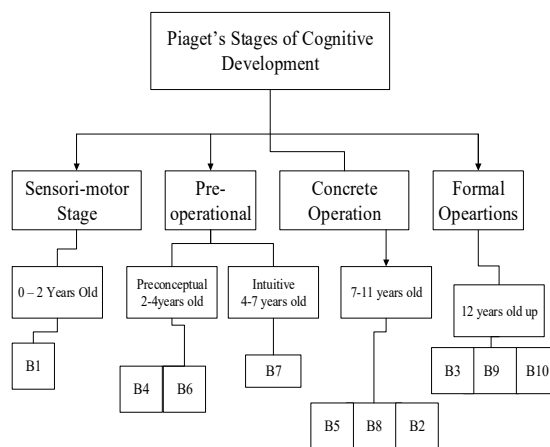 Piaget's Stages of Cognitive
Development
Sensori-motor
Stage
Pre-
operational
Concrete
Operation
Formal
Opeartions
0 – 2 Years Old
Preconceptual
2-4years old
Intuitive
4-7 years old
7-11 years old
12 years old up
B1
B4
B6
B7
B5
B8
B2
B3
B9
B10